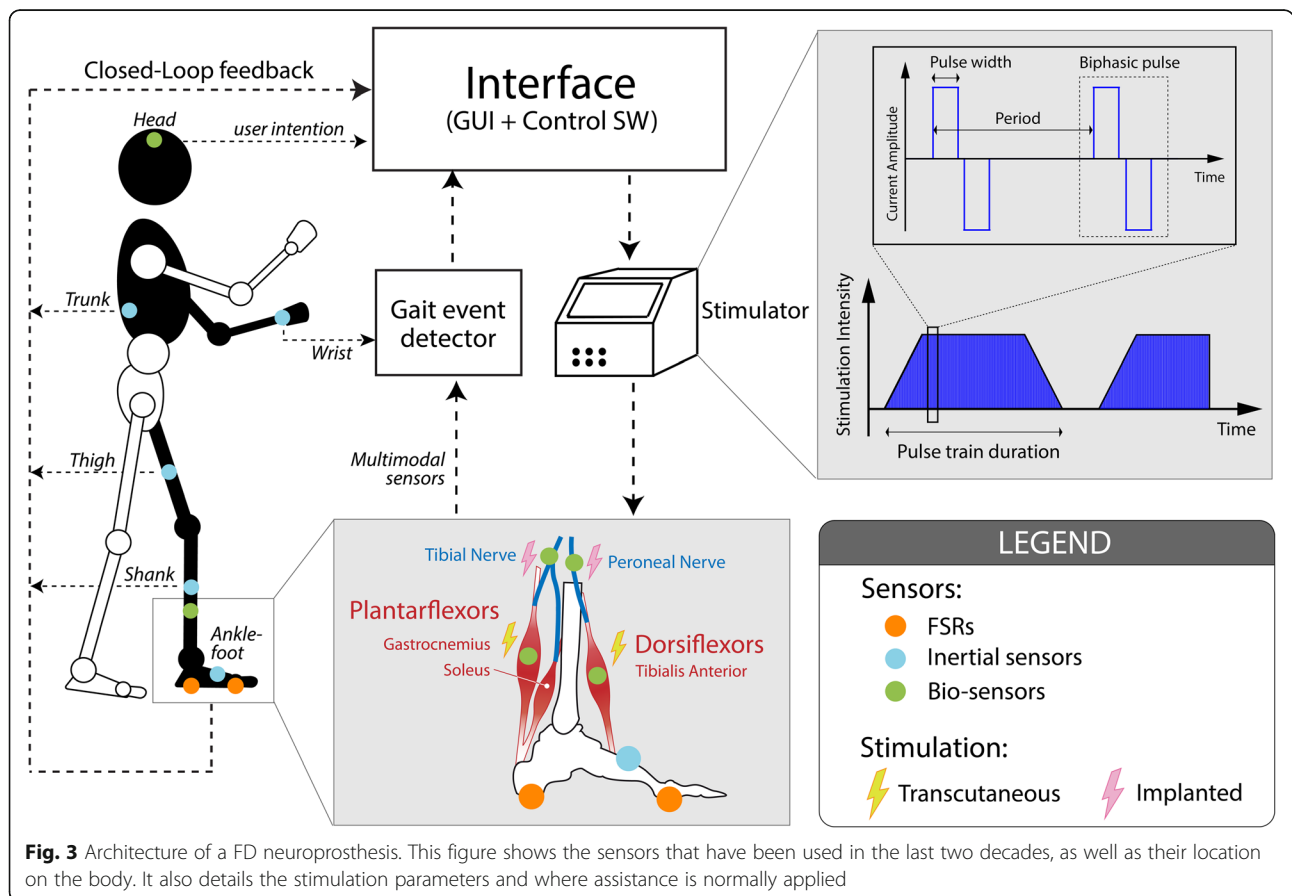 Closed-Loop feedback
Head
user intention
Interface
(GUI + Control SW)
Trunk
Wrist
Gait event
detector
Stimulator
Thigh
Multimodal
sensors
Shank
Ankle-
foot
Pulse width
Biphasic pulse
Period
Current Amplitude
Time
Stimulation Intensity
Time
Pulse train duration
Tibial Nerve
Peroneal Nerve
Plantarflexors
Gastrocnemius
Soleus
Dorsiflexors
Tibialis Anterior
LEGEND
Sensors:
FSRs
Inertial sensors
Bio-sensors
Stimulation:
Transcutaneous
Implanted
Fig. 3 Architecture of a FD neuroprosthesis. This figure shows the sensors that have been used in the last two decades, as well as their location
on the body. It also details the stimulation parameters and where assistance is normally applied